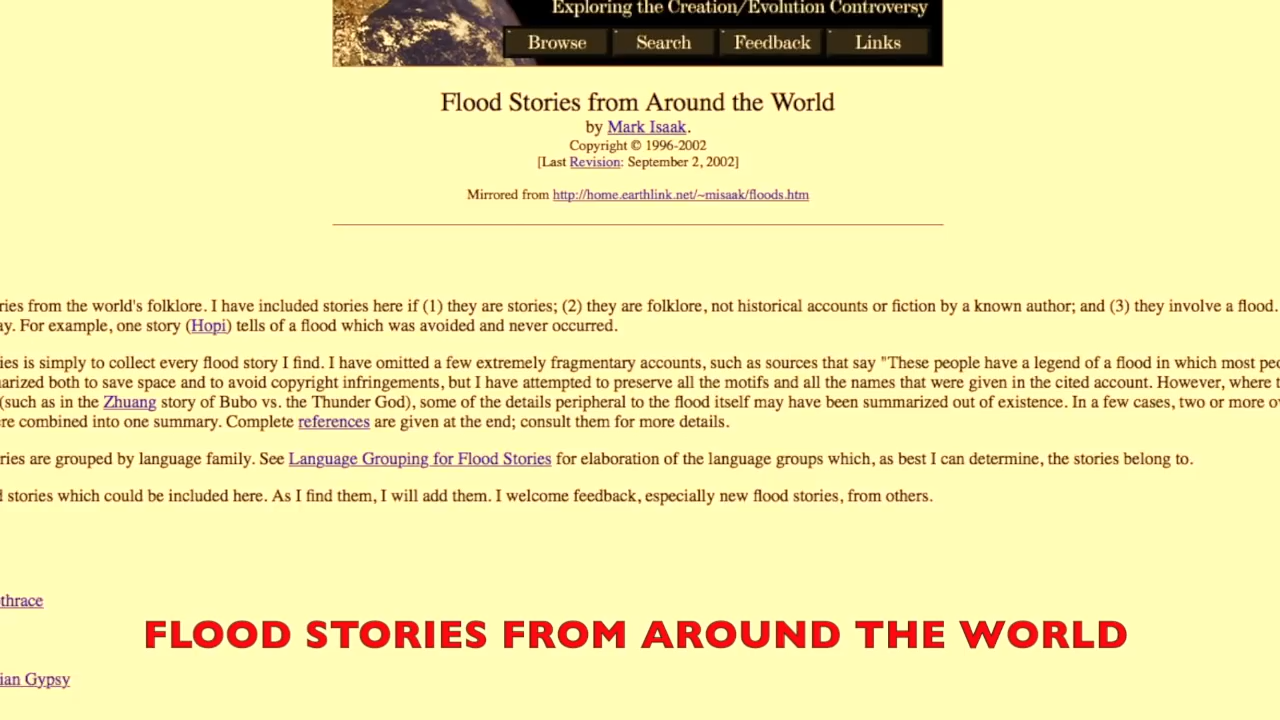 Exploring the Creation/Evolution Controversy
Browse Search Feedback Links
Flood Stories from Around the World
by Mark Isaak.
Copyright © 1996-2002
[Last Revision: September 2, 2002]
Mirrored from http://home.earthlink.net/~misaak/floods.htm
ries from the world's folklore. I have included stories here if (1) they are stories; (2) they are folklore, not historical accounts or fiction by a known author; and (3) they involve a flood.
ay. For example, one story (Hopi) tells of a flood which was avoided and never occurred.
ies is simply to collect every flood story I find. I have omitted a few extremely fragmentary accounts, such as sources that say "These people have a legend of a flood in which most peo
arized both to save space and to avoid copyright infringements, but I have attempted to preserve all the motifs and all the names that were given in the cited account. However, where t
(such as in the Zhuang story of Bubo vs. the Thunder God), some of the details peripheral to the flood itself may have been summarized out of existence. In a few cases, two or more ov
re combined into one summary. Complete references are given at the end; consult them for more details.
ries are grouped by language family. See Language Grouping for Flood Stories for elaboration of the language groups which, as best I can determine, the stories belong to.
d stories which could be included here. As I find them, I will add them. I welcome feedback, especially new flood stories, from others.
thrace
FLOOD STORIES FROM AROUND THE WORLD
ian Gypsy